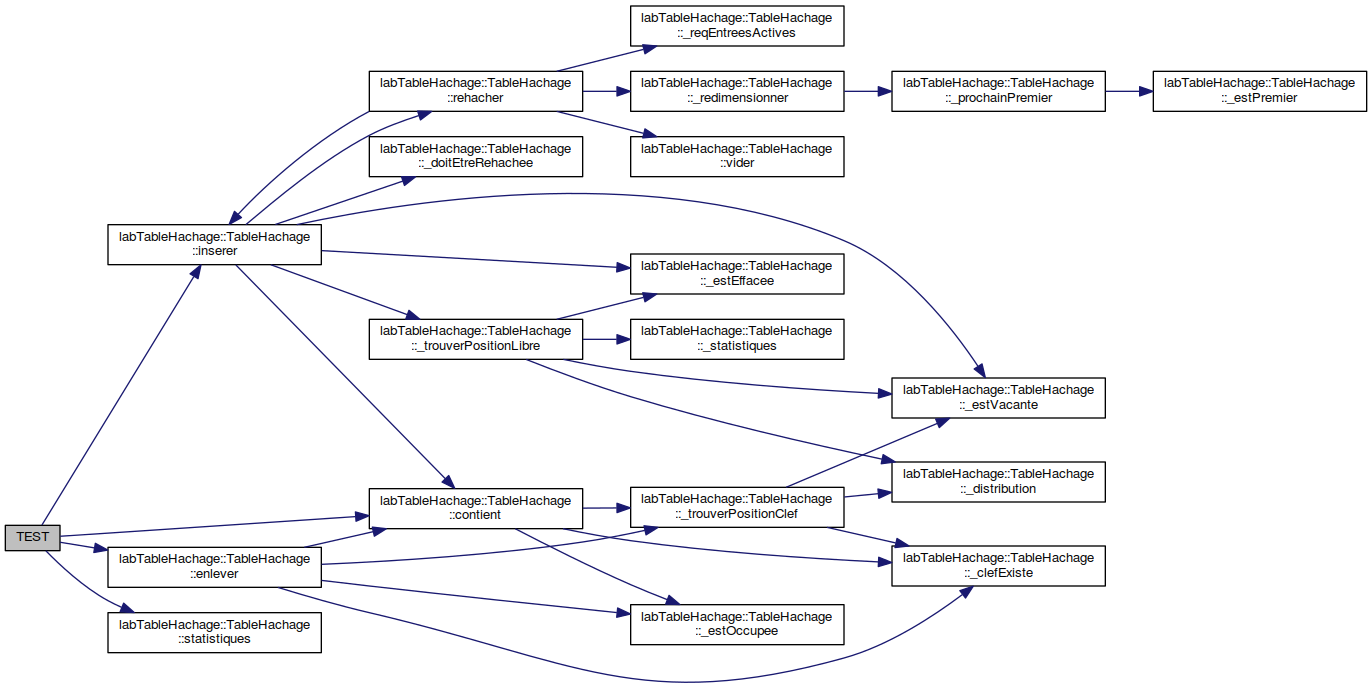 labTableHachage::TableHachage
::_reqEntreesActives
labTableHachage::TableHachage
::rehacher
labTableHachage::TableHachage
::_redimensionner
labTableHachage::TableHachage
::_prochainPremier
labTableHachage::TableHachage
::_estPremier
labTableHachage::TableHachage
::_doitEtreRehachee
labTableHachage::TableHachage
::vider
labTableHachage::TableHachage
::inserer
labTableHachage::TableHachage
::_estEffacee
labTableHachage::TableHachage
::_trouverPositionLibre
labTableHachage::TableHachage
::_statistiques
labTableHachage::TableHachage
::_estVacante
labTableHachage::TableHachage
::_distribution
labTableHachage::TableHachage
::contient
labTableHachage::TableHachage
::_trouverPositionClef
TEST
labTableHachage::TableHachage
::enlever
labTableHachage::TableHachage
::_clefExiste
labTableHachage::TableHachage
::statistiques
labTableHachage::TableHachage
::_estOccupee